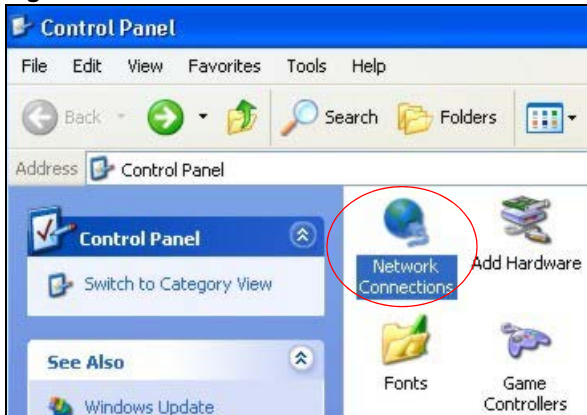 Control Panel
File Edit View Favorites Tools Help
Back Search Folders
Address Control Panel
Control Panel
Switch to Category View
See Also
Windows Update
Network
Connections
Add Hardware
Fonts
Game
Controllers